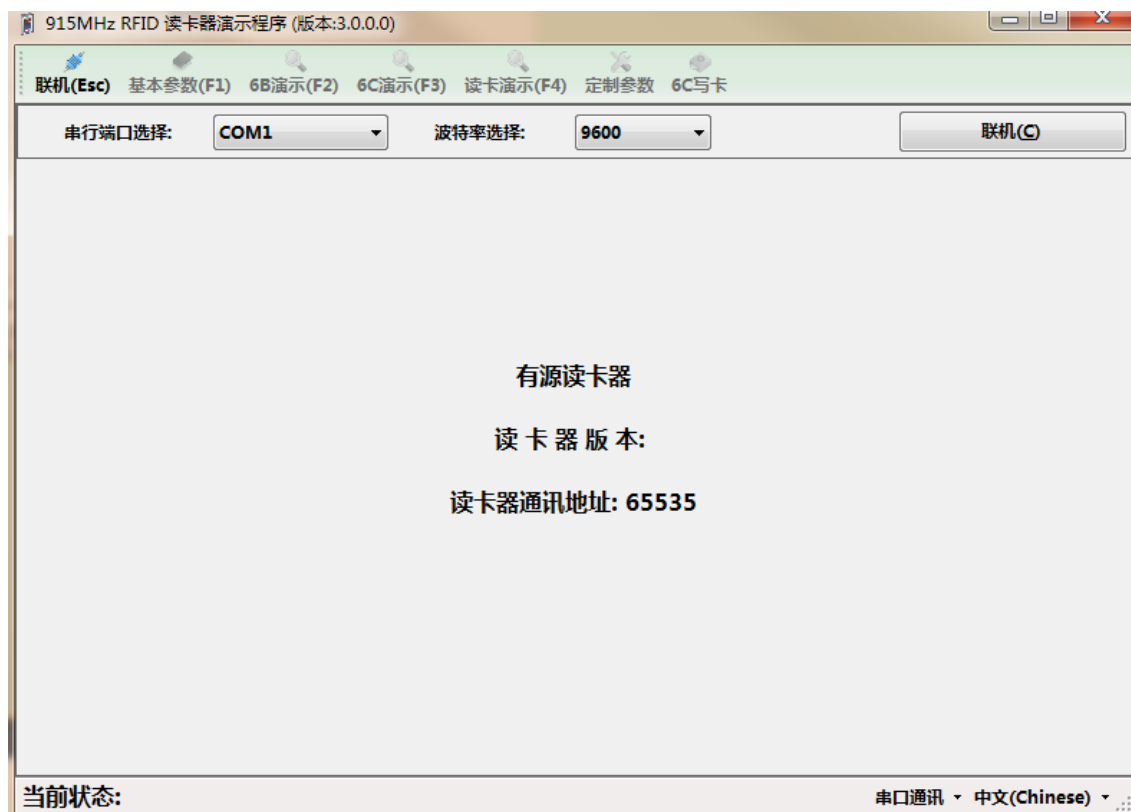 915MHz RFID 读卡器演示程序 (版本:3.0.0.0)
联机(Esc) 基本参数(F1) 6B演示(F2) 6C演示(F3) 读卡演示(F4) 定制参数 6C写卡
串行端口选择: COM1 波特率选择: 9600 联机(C)
有源读卡器
读 卡 器 版 本:
读卡器通讯地址: 65535
当前状态: 串口通讯 中文(Chinese)